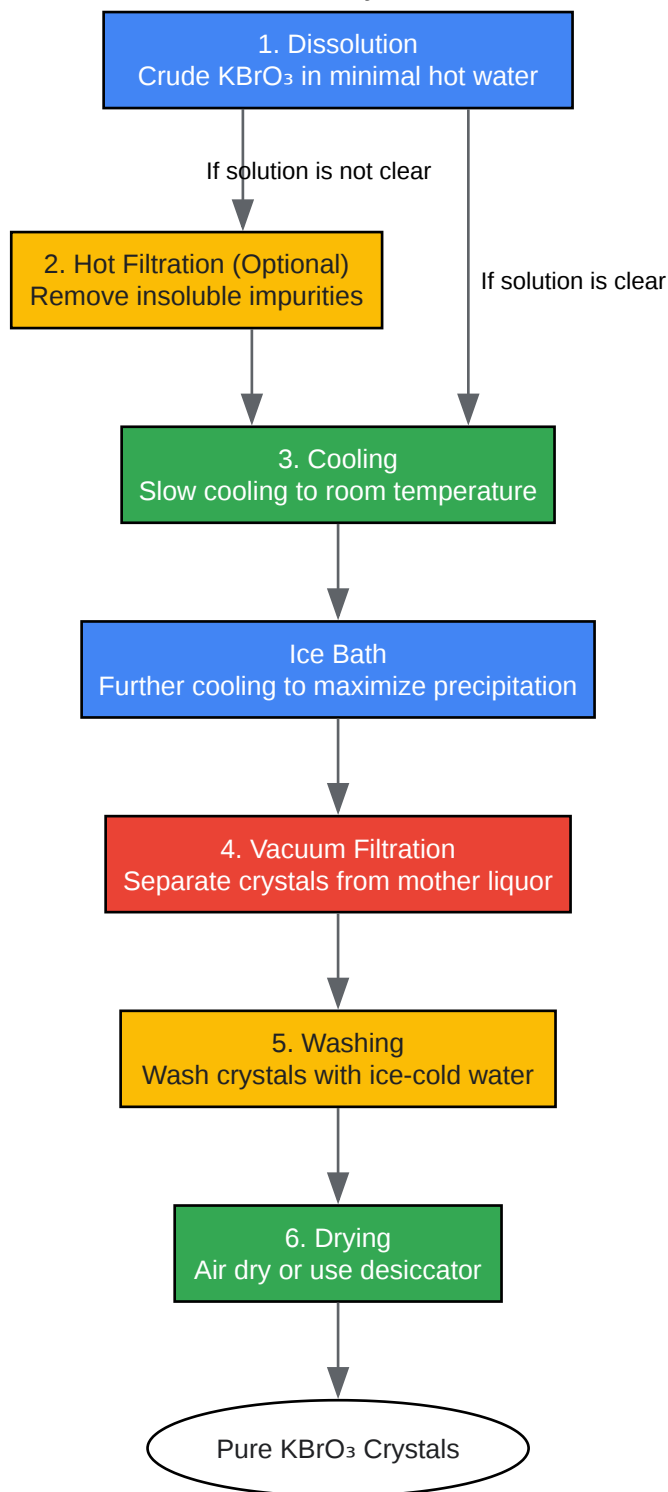 1. Dissolution
Crude KBrO₃ in minimal hot water
If solution is not clear
2. Hot Filtration (Optional)
Remove insoluble impurities
If solution is clear
3. Cooling
Slow cooling to room temperature
Ice Bath
Further cooling to maximize precipitation
4. Vacuum Filtration
Separate crystals from mother liquor
5. Washing
Wash crystals with ice-cold water
6. Drying
Air dry or use desiccator
Pure KBrO₃ Crystals